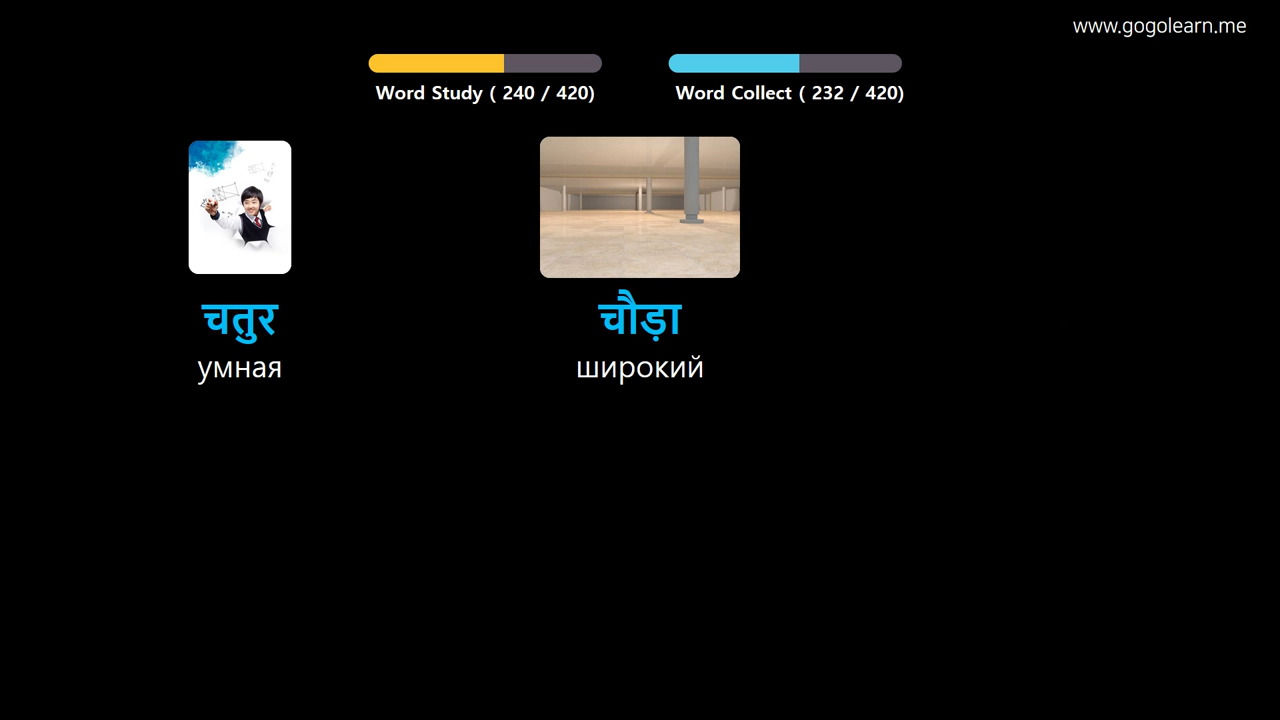 www.gogolearn.me
Word Study ( 240 / 420)
Word Collect ( 232 / 420)
चतुर
умная
चौड़ा
широкий